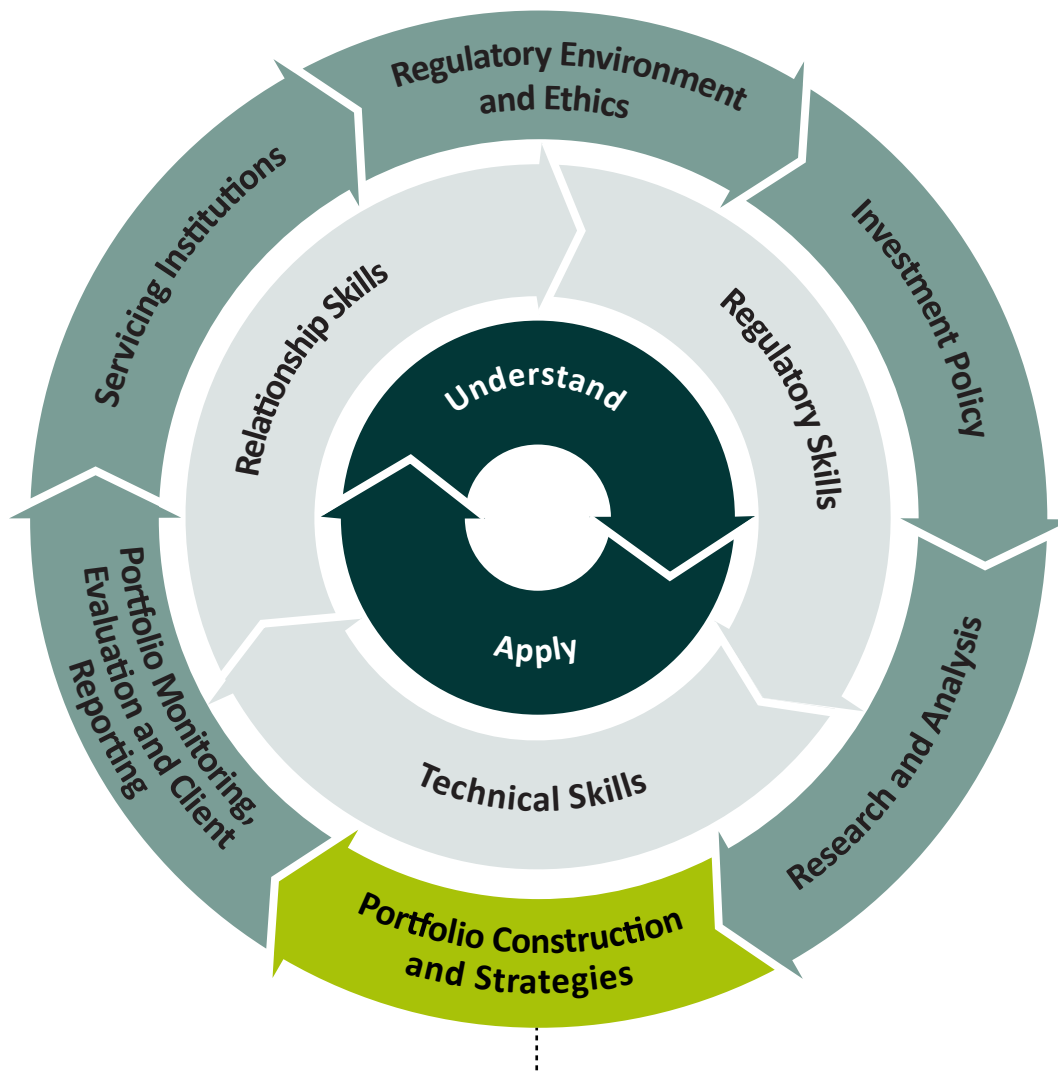 Regulatory Environment
and Ethics
Investment Policy
Research and Analysis
Portfolio Construction
and Strategies
Portfolio Monitoring,
Evaluation and Client
Reporting
Servicing Institutions
Relationship Skills
Regulatory Skills
Technical Skills
Understand
Apply